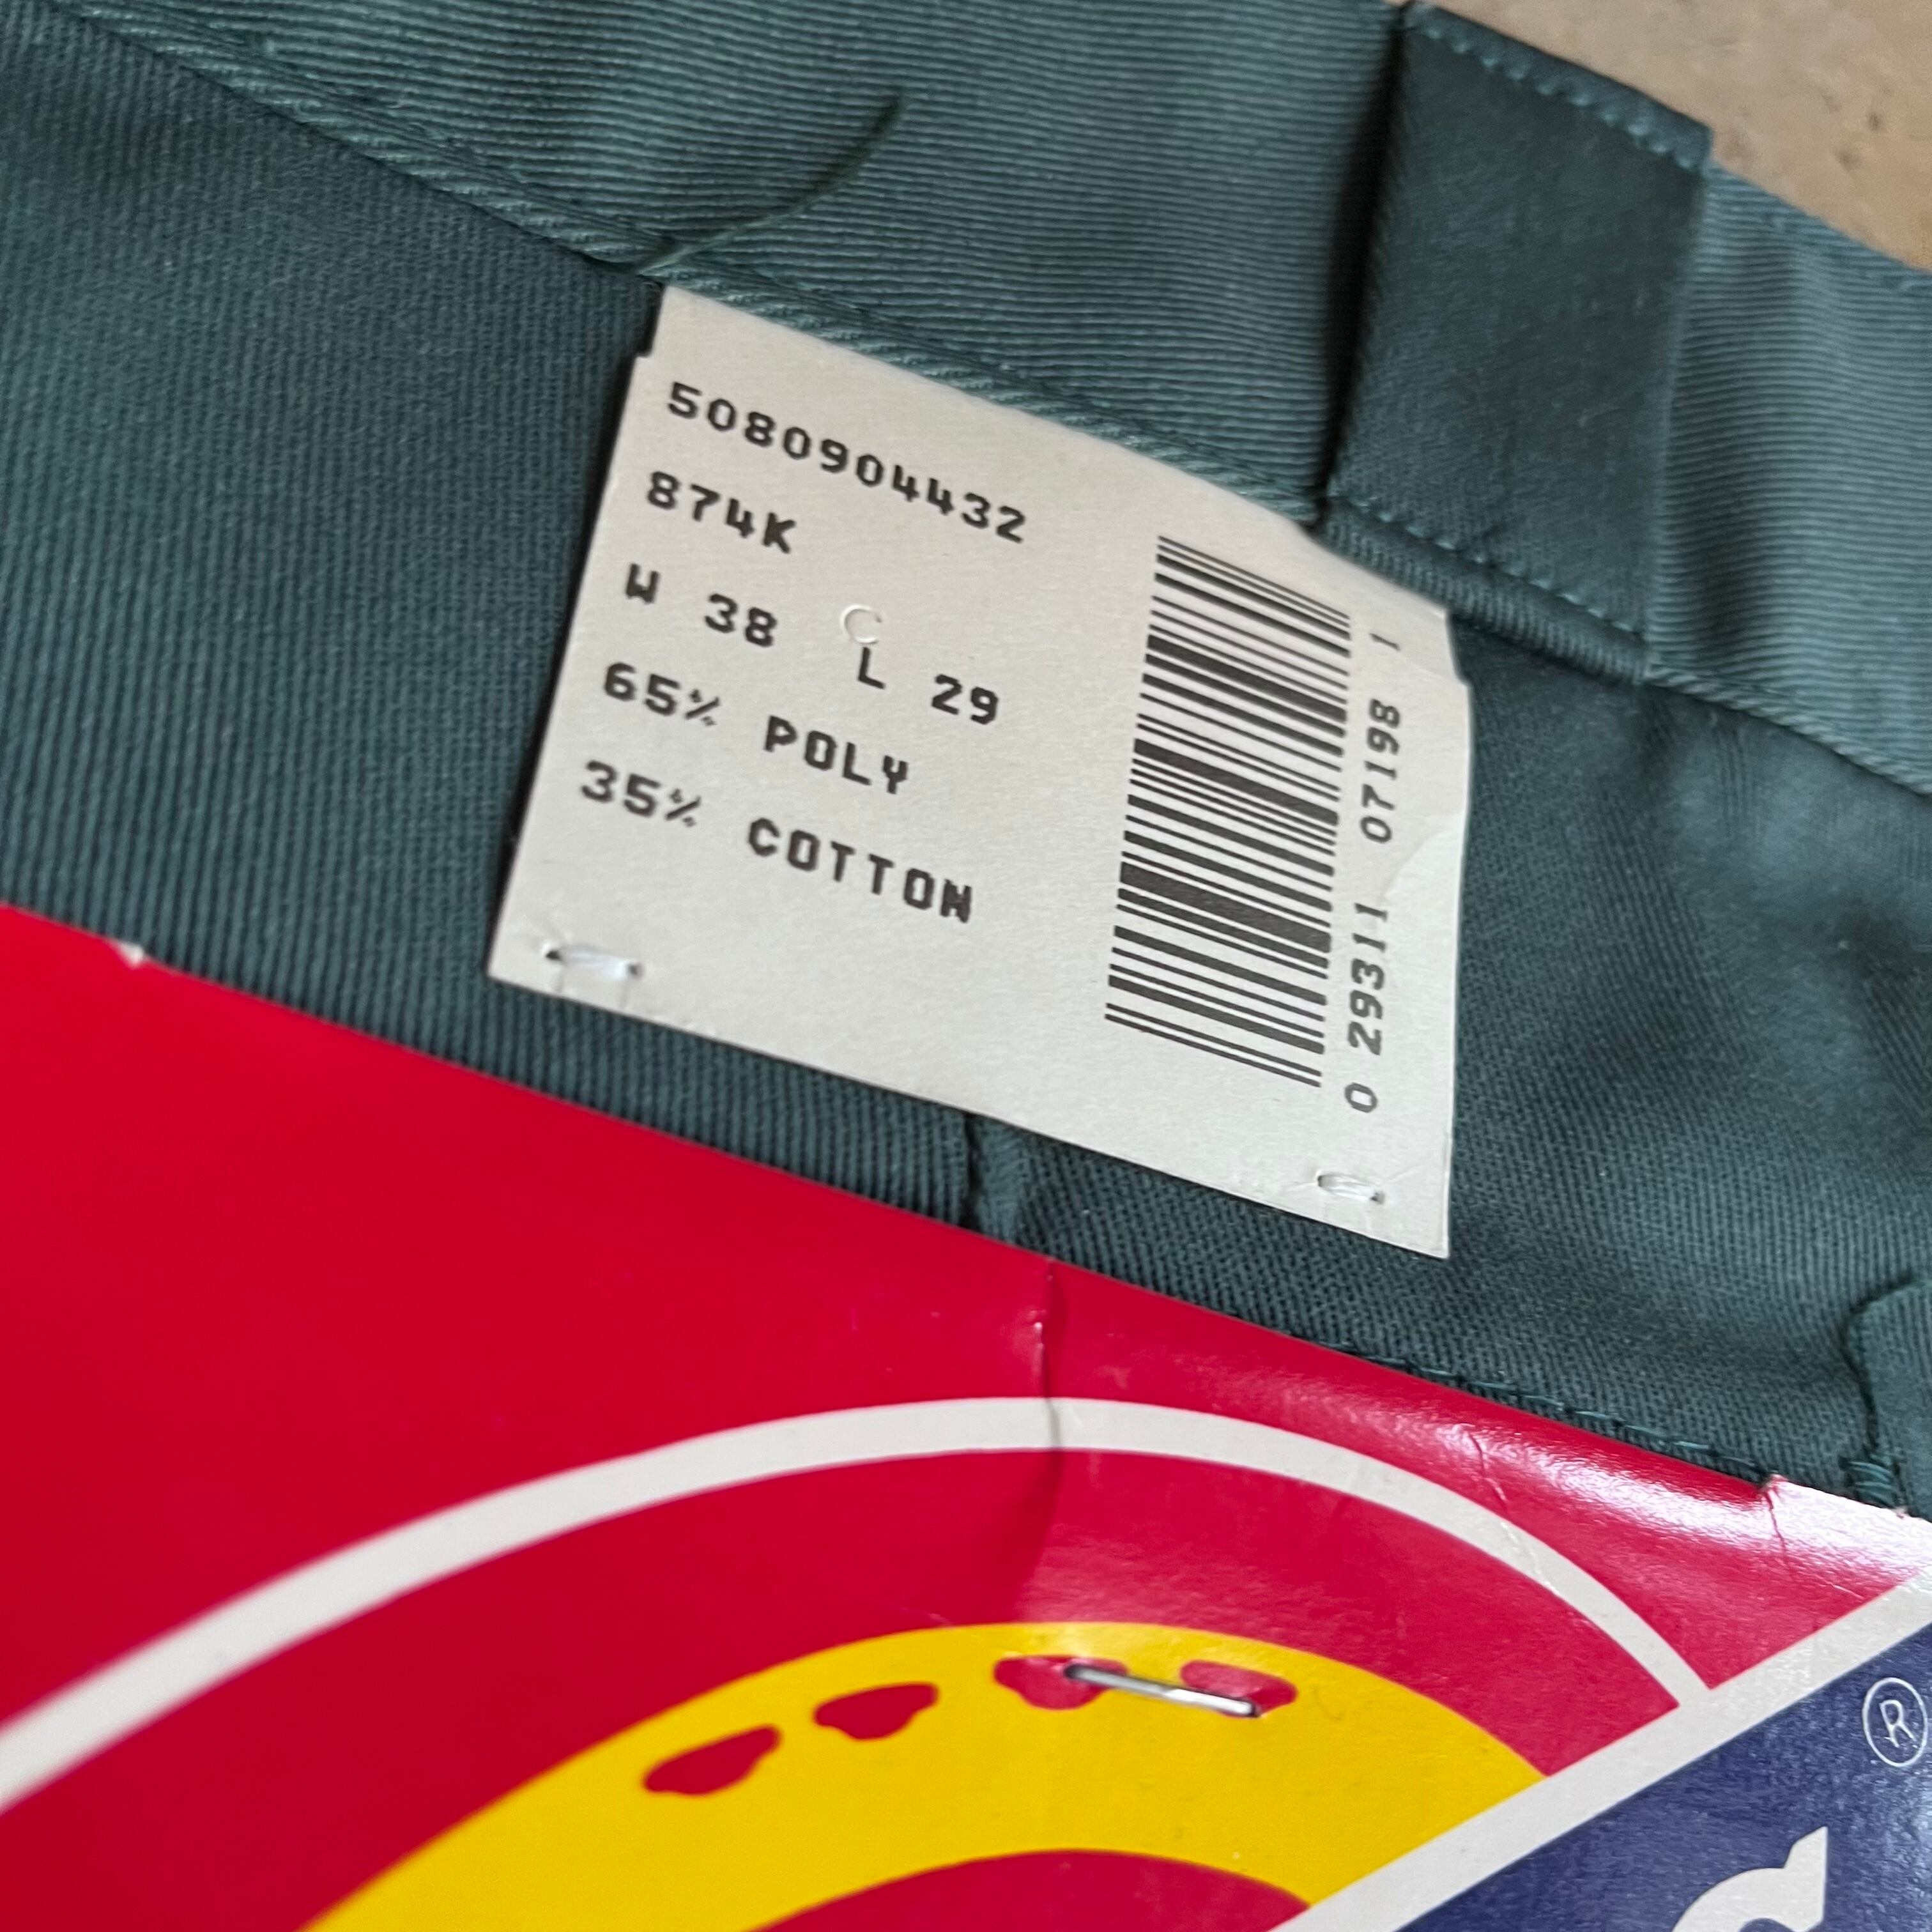 5080904432
874K
C
W 38 L 29
65% POLY
35% COTTON
0 29311 07198 1
®